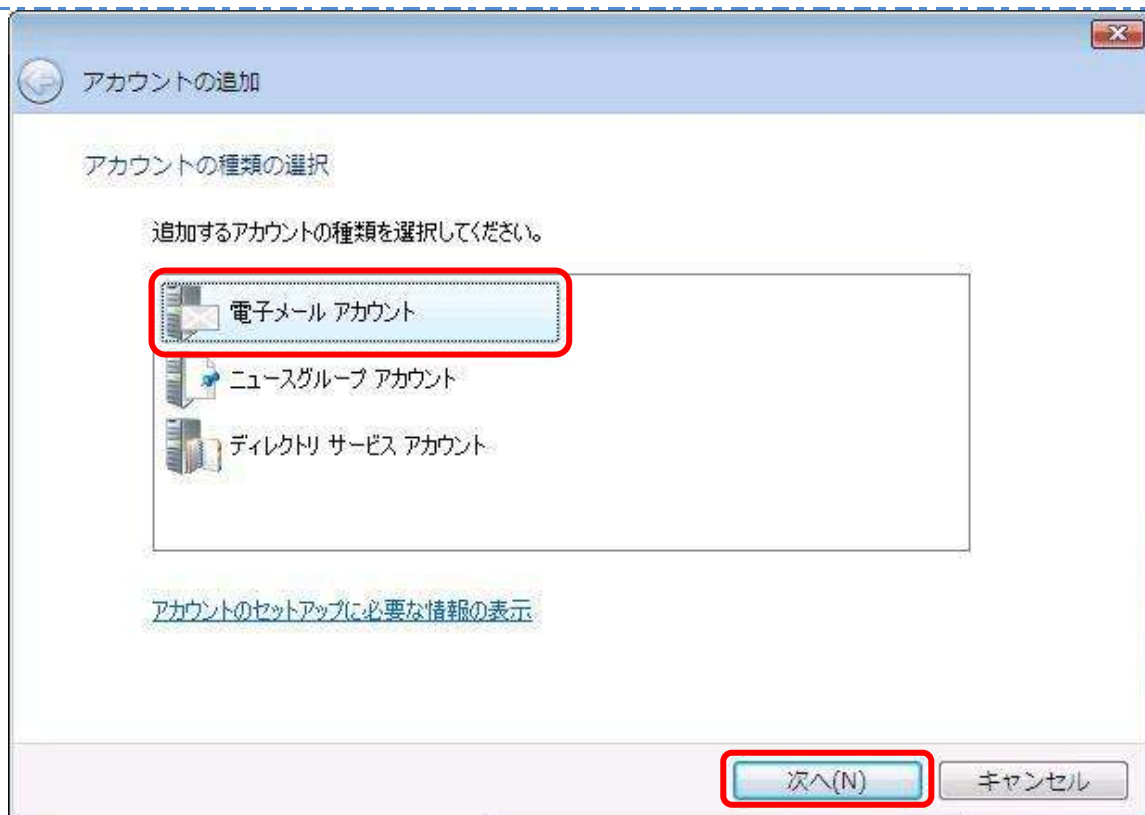 アカウントの追加
アカウントの種類の選択
追加するアカウントの種類を選択してください。
電子メール アカウント
ニュースグループ アカウント
ディレクトリ サービス アカウント
アカウントのセットアップに必要な情報の表示
次へ(N)
キャンセル